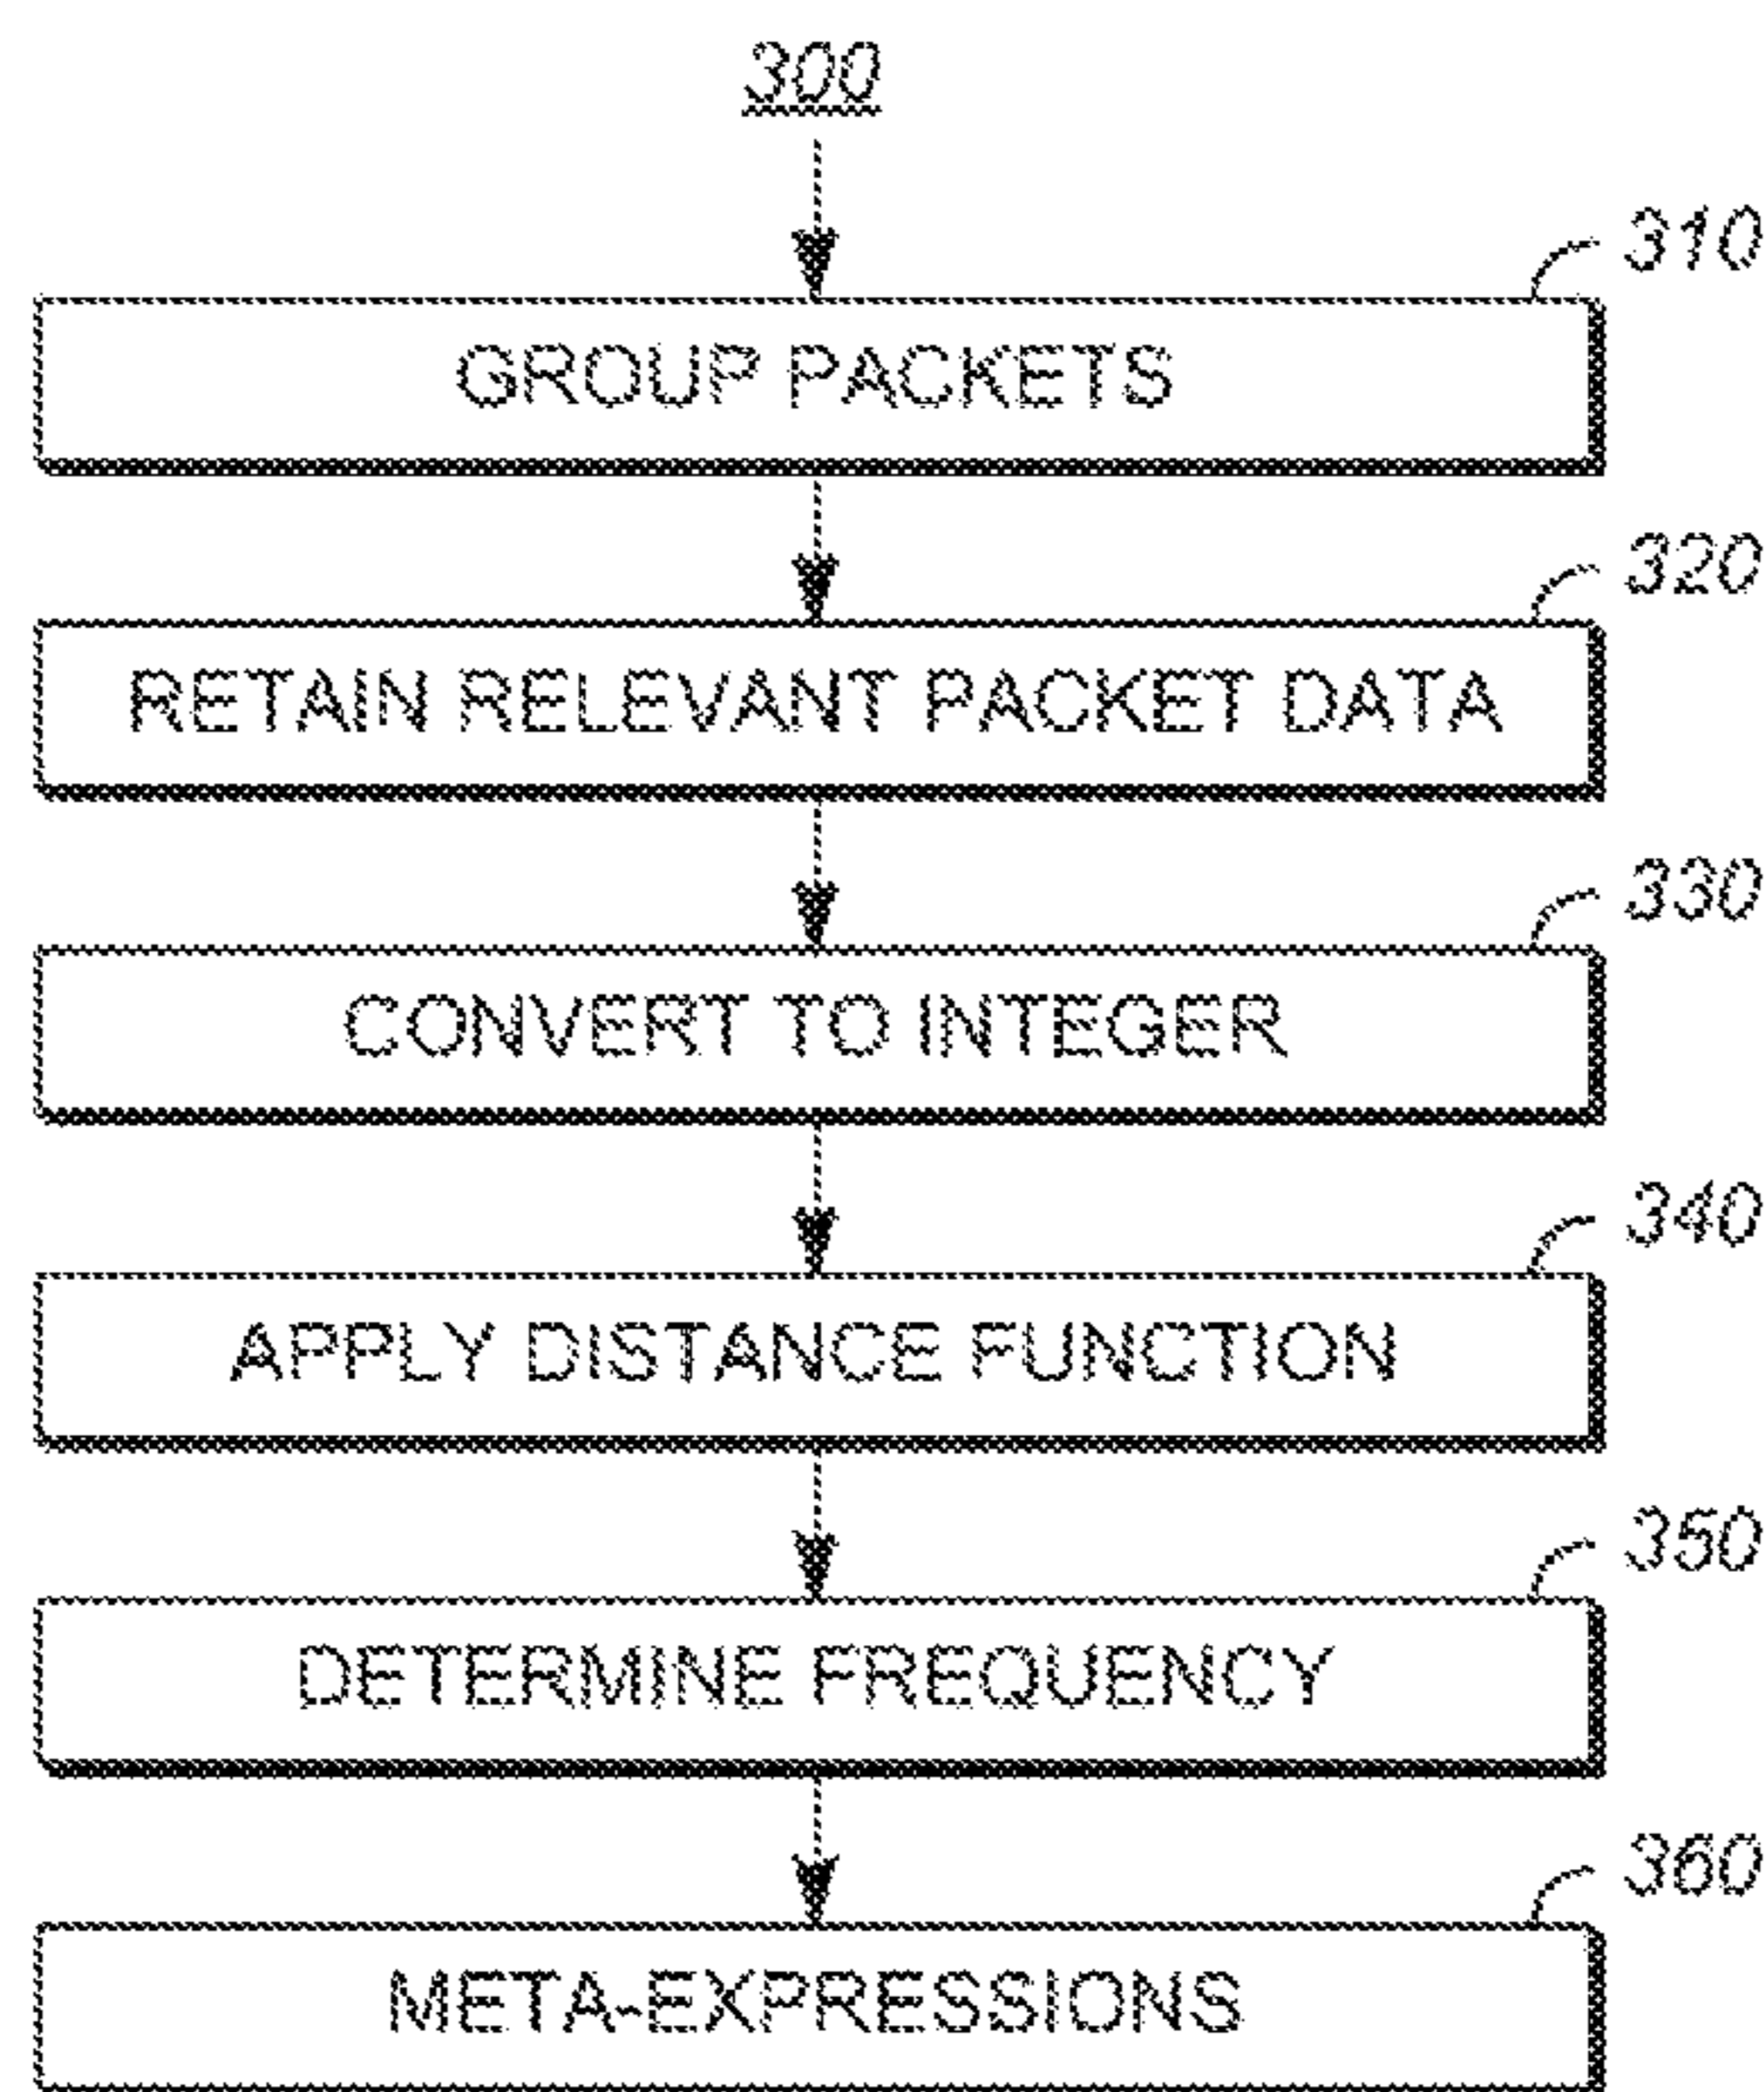 300
310
GROUP PACKETS
320
RETAIN RELEVANT PACKET DATA
330
CONVERT TO INTEGER
340
APPLY DISTANCE FUNCTION
350
DETERMINE FREQUENCY
360
META-EXPRESSIONS